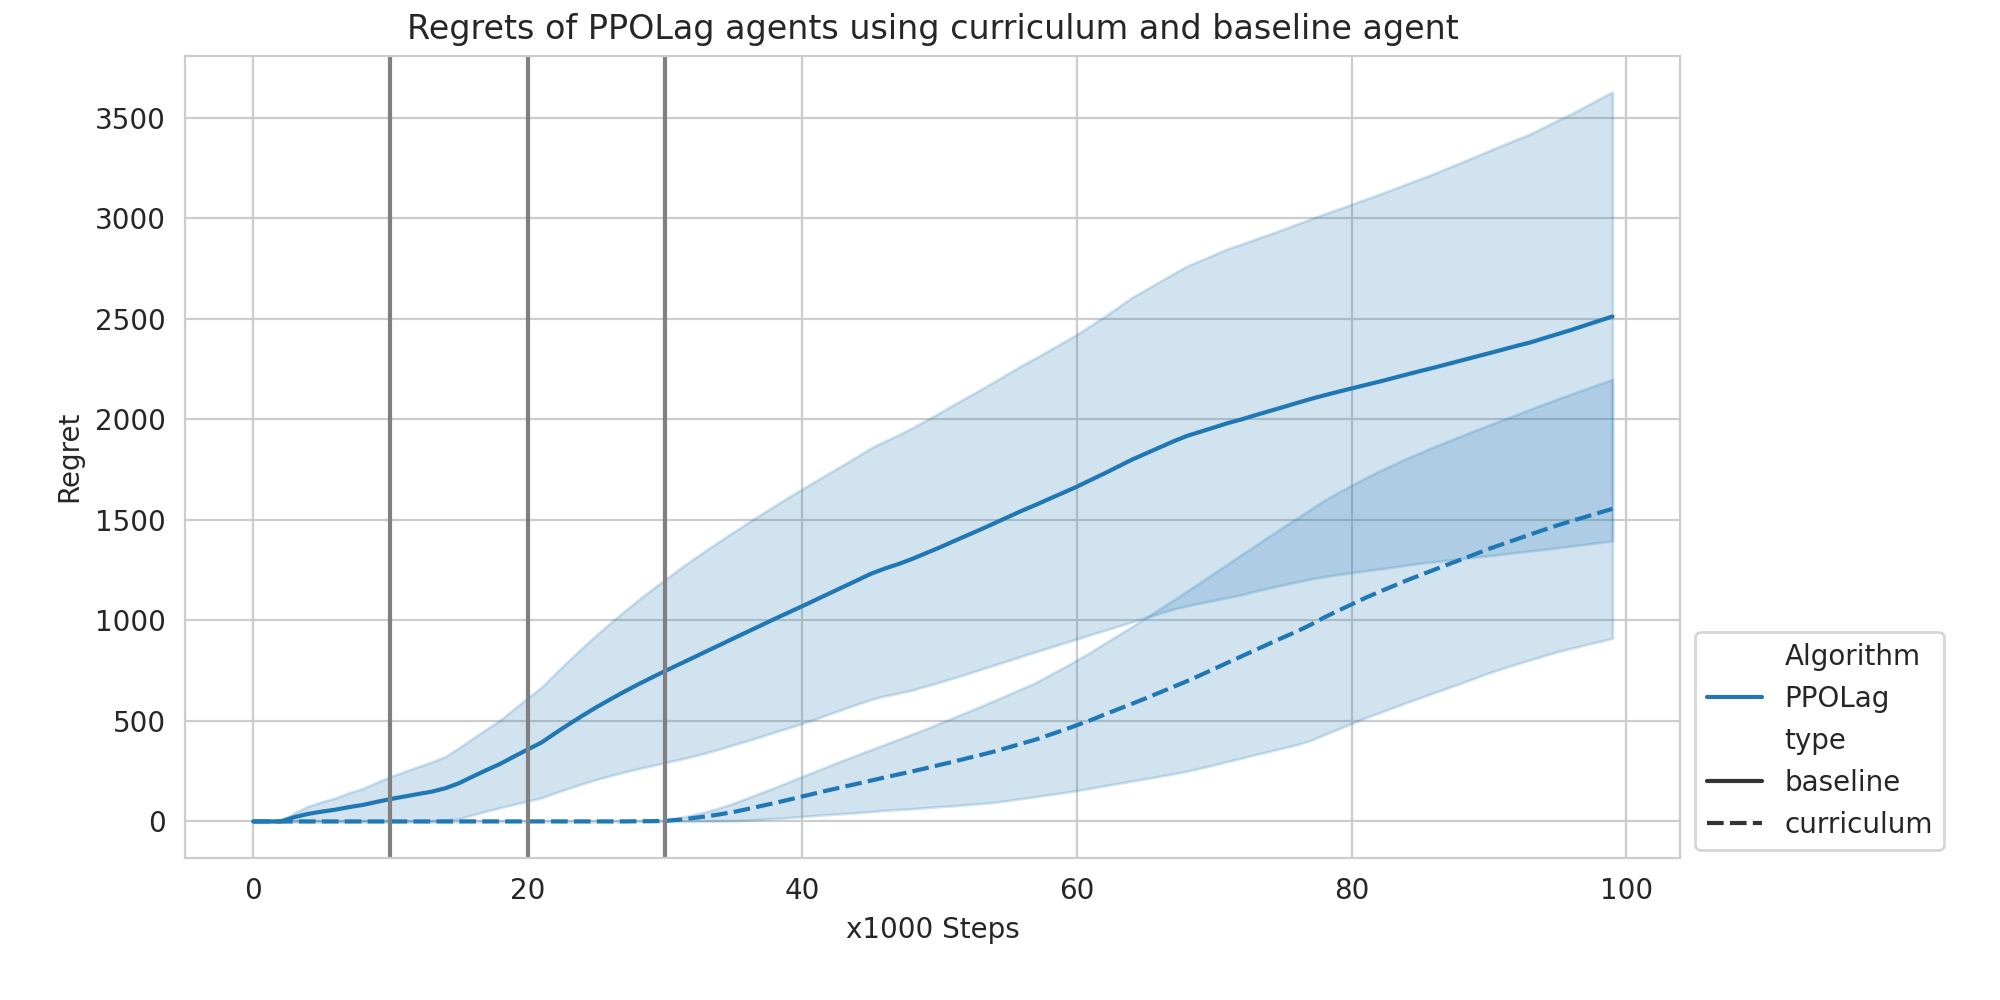 Regrets of PPOLag agents using curriculum and baseline agent
3500
3000
2500
2000
1500
1000
500
0
Regret
0 20 40 60 80 100
x1000 Steps
Algorithm
PPOLag
type
baseline
curriculum